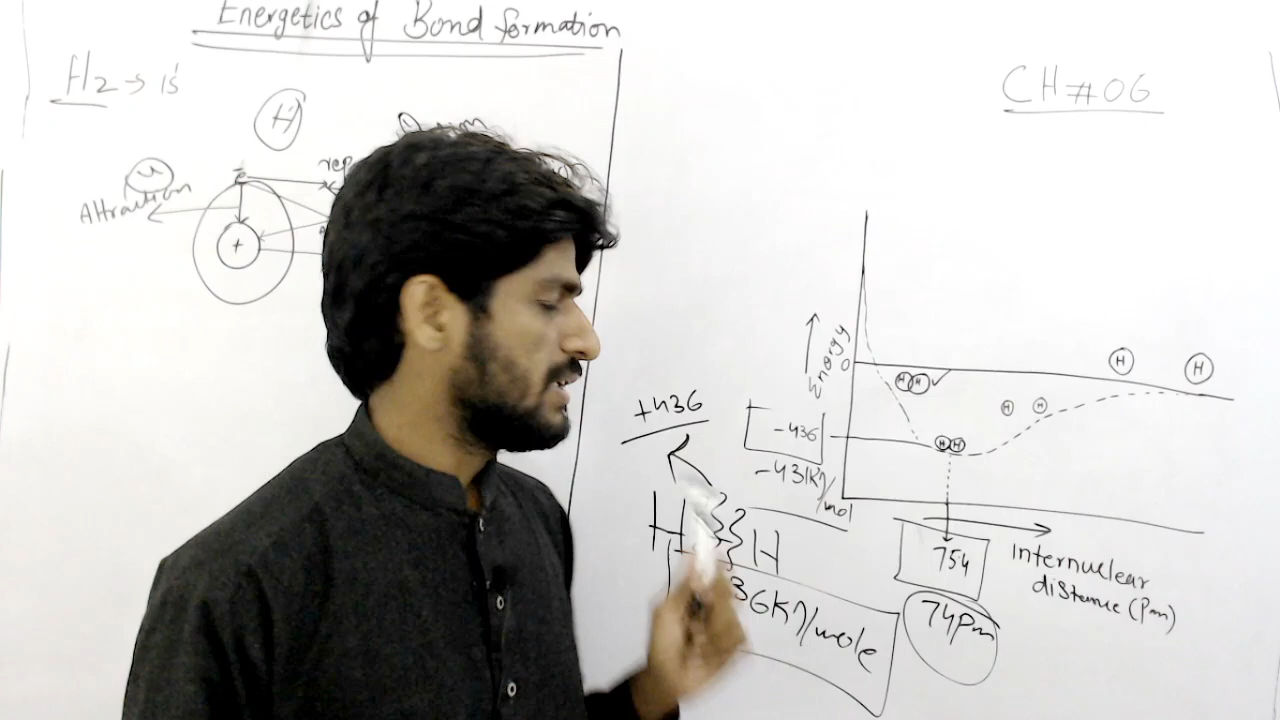 Energetics of Bond formation
H2 → 1s'
H
CH#06
Attraction
e
rep
+
Energy
0
H H
H H
H H
H H
+436
-436
-431KJ/mol
H H
36KJ/mole
754
74Pm
Internuclear
distance (Pm)